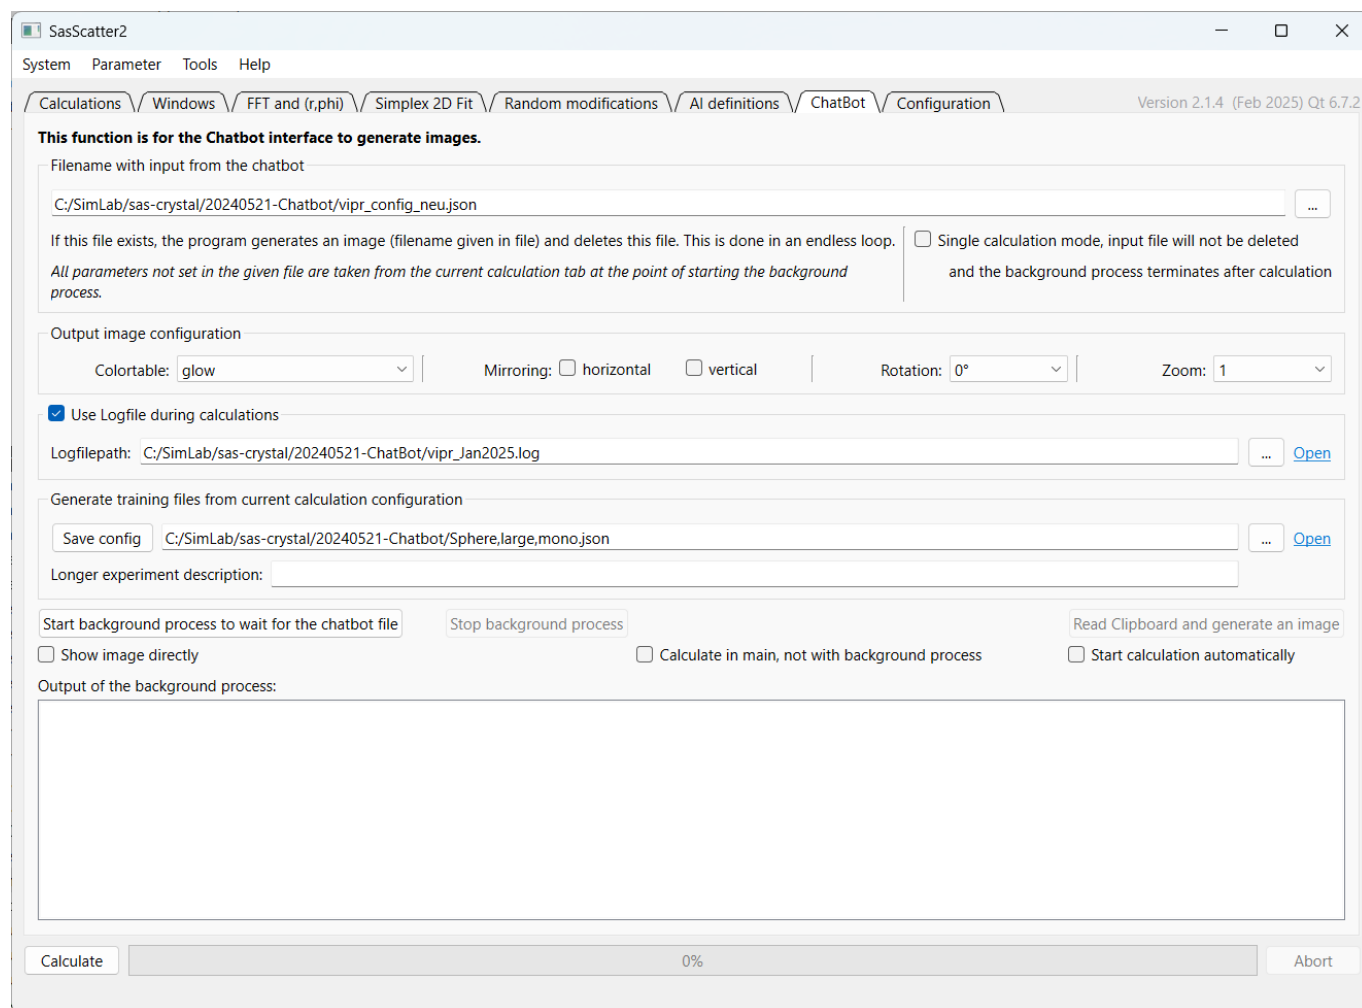 SasScatter2
System Parameter Tools Help
Calculations Windows FFT and (r,phi) Simplex 2D Fit Random modifications AI definitions ChatBot Configuration Version 2.1.4 (Feb 2025) Qt 6.7.2
This function is for the Chatbot interface to generate images.
Filename with input from the chatbot
C:/SimLab/sas-crystal/20240521-Chatbot/vipr_config_neu.json ...
If this file exists, the program generates an image (filename given in file) and deletes this file. This is done in an endless loop. Single calculation mode, input file will not be deleted
All parameters not set in the given file are taken from the current calculation tab at the point of starting the background and the background process terminates after calculation
process.
Output image configuration
Colortable: glow Mirroring: horizontal vertical Rotation: 0° Zoom: 1
Use Logfile during calculations
Logfilepath: C:/SimLab/sas-crystal/20240521-ChatBot/vipr_Jan2025.log ... Open
Generate training files from current calculation configuration
Save config C:/SimLab/sas-crystal/20240521-Chatbot/Sphere,large,mono.json ... Open
Longer experiment description:
Start background process to wait for the chatbot file Stop background process Read Clipboard and generate an image
Show image directly Calculate in main, not with background process Start calculation automatically
Output of the background process:
Calculate 0% Abort